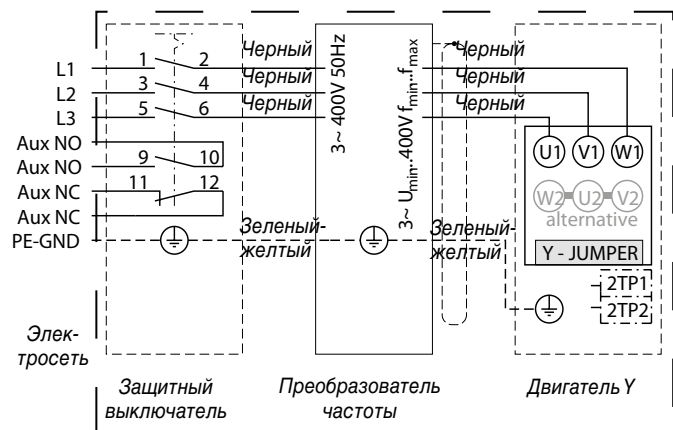 1 2 Черный Черный
L1
3 4 Черный Черный
L2
5 6 Черный Черный
L3
3~ 400V 50Hz
3~ Umin..400V fmin..fmax
Aux NO
Aux NO 9 10
Aux NC 11 12
Aux NC
U1 V1 W1
W2 U2 V2
alternative
Y - JUMPER
PE-GND
Зеленый-
желтый
Зеленый-
желтый
2TP1
2TP2
Элек-
тросеть
Защитный
выключатель
Преобразователь
частоты
Двигатель Y